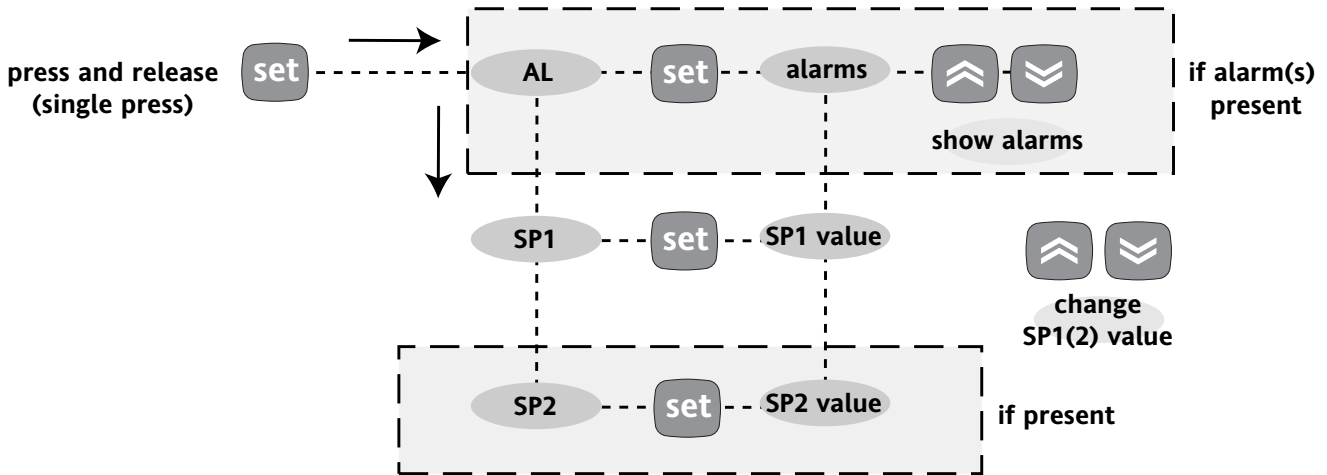 press and release
(single press)
set
AL
set
alarms
show alarms
if alarm(s)
present
SP1
set
SP1 value
change
SP1(2) value
SP2
set
SP2 value
if present